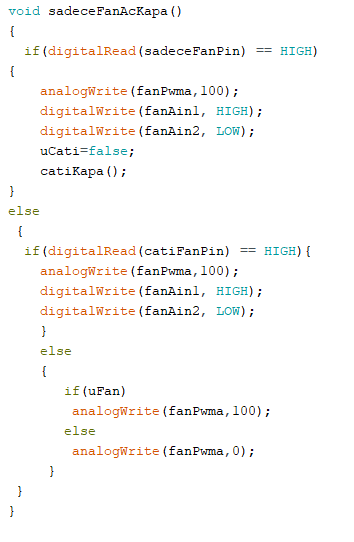 void sadeceFanAcKapa()
{
if(digitalRead(sadeceFanPin) == HIGH)
{
analogWrite(fanPwma,100);
digitalWrite(fanAin1, HIGH);
digitalWrite(fanAin2, LOW);
uCati=false;
catiKapa();
}
else
{
if(digitalRead(catiFanPin) == HIGH){
analogWrite(fanPwma,100);
digitalWrite(fanAin1, HIGH);
digitalWrite(fanAin2, LOW);
}
else
{
if(uFan)
analogWrite(fanPwma,100);
else
analogWrite(fanPwma,0);
}
}
}